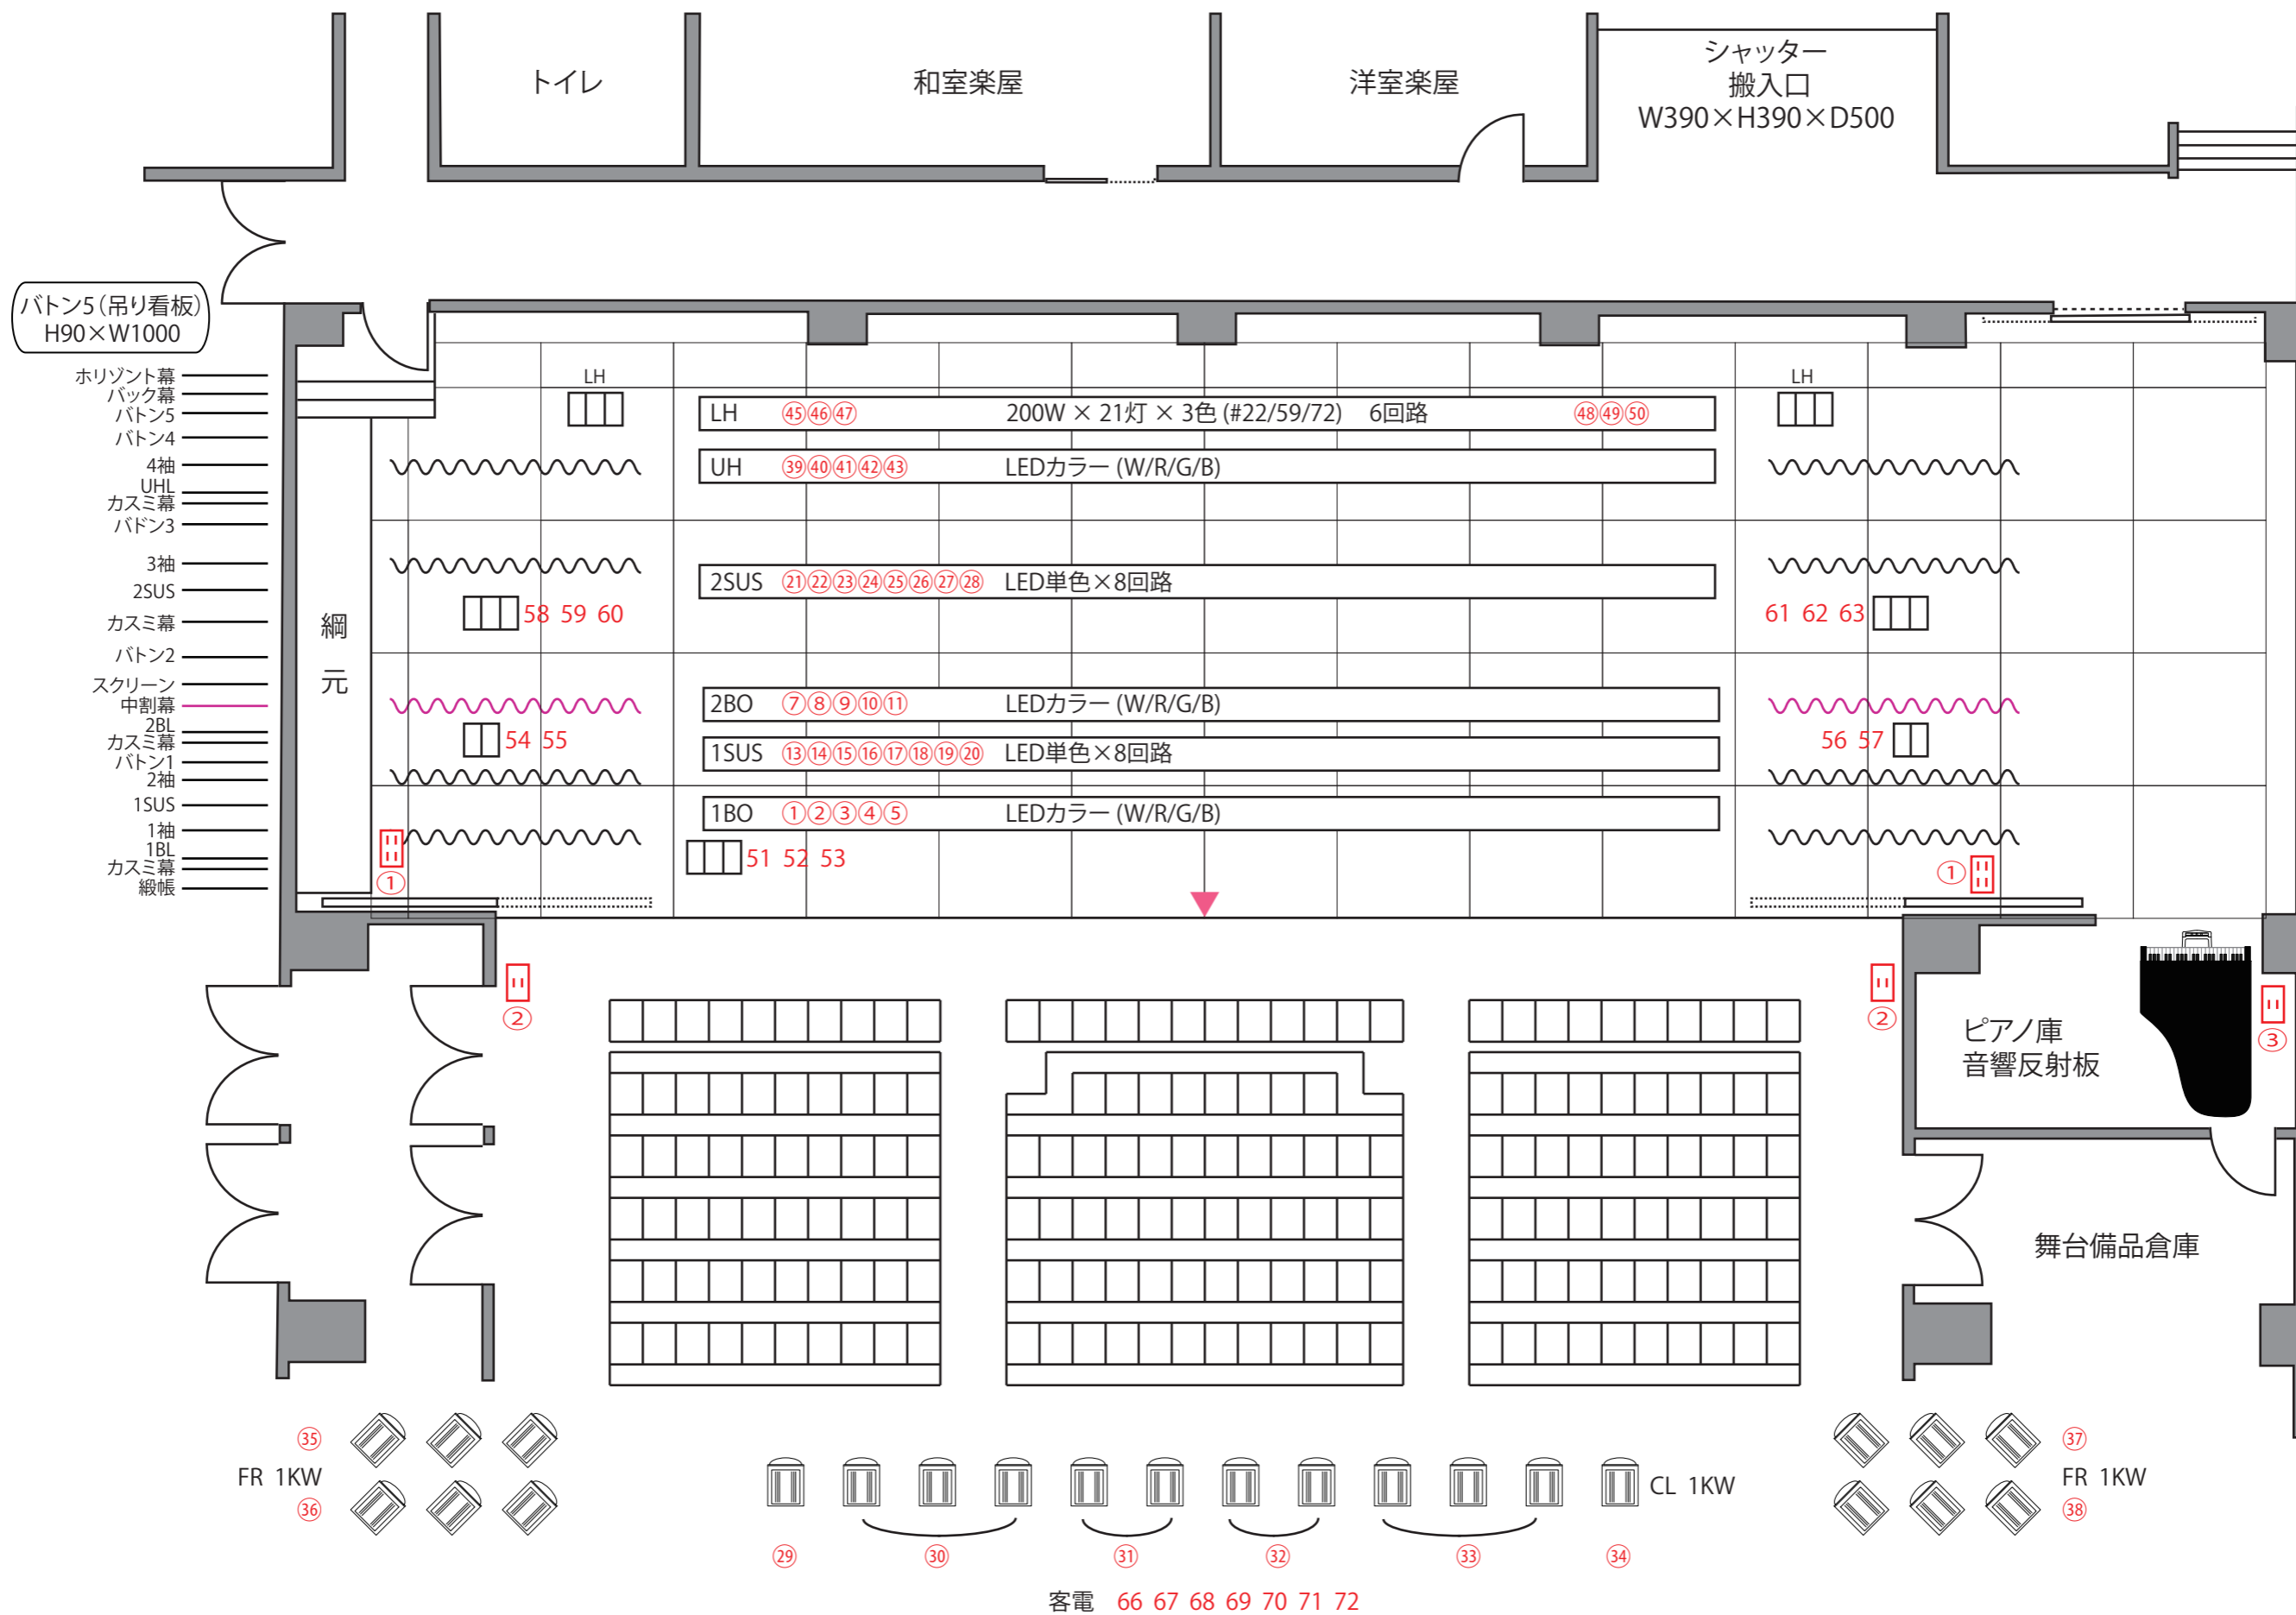 トイレ
和室楽屋
洋室楽屋
シャッター
搬入口
W390×H390×D500
バトン5(吊り看板)
H90×W1000
ホリゾント幕
バック幕
バトン5
バトン4
4袖
UHL
カスミ幕
バドン3
3袖
2SUS
カスミ幕
バトン2
スクリーン
中割幕
2BL
カスミ幕
バトン1
2袖
1SUS
1袖
1BL
カスミ幕
緞帳
綱元
LH
LH
LH ㊺㊻㊼ 200W × 21灯 × 3色 (#22/59/72) 6回路 ㊽㊾㊿
UH ㊴㊵㊶㊷㊸ LEDカラー (W/R/G/B)
2SUS ㉑㉒㉓㉔㉕㉖㉗㉘ LED単色×8回路
58 59 60
61 62 63
2BO ⑦⑧⑨⑩⑪ LEDカラー (W/R/G/B)
54 55
1SUS ⑬⑭⑮⑯⑰⑱⑲⑳ LED単色×8回路
56 57
1BO ①②③④⑤ LEDカラー (W/R/G/B)
51 52 53
①
①
②
②
③
ピアノ庫
音響反射板
舞台備品倉庫
㉟
FR 1KW
㊱
CL 1KW
㊲
FR 1KW
㊳
㉙ ㉚ ㉛ ㉜ ㉝ ㉞
客電 66 67 68 69 70 71 72